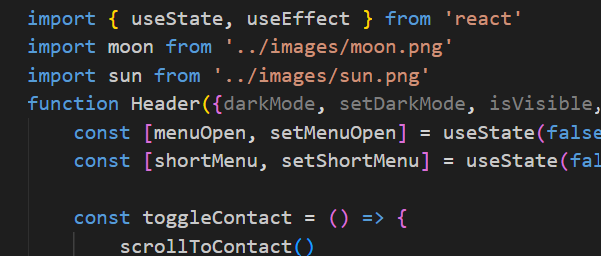 import { useState, useEffect } from 'react'
import moon from '../images/moon.png'
import sun from '../images/sun.png'
function Header({darkMode, setDarkMode, isVisible,
const [menuOpen, setMenuOpen] = useState(false
const [shortMenu, setShortMenu] = useState(fal
const toggleContact = () => {
scrollToContact()